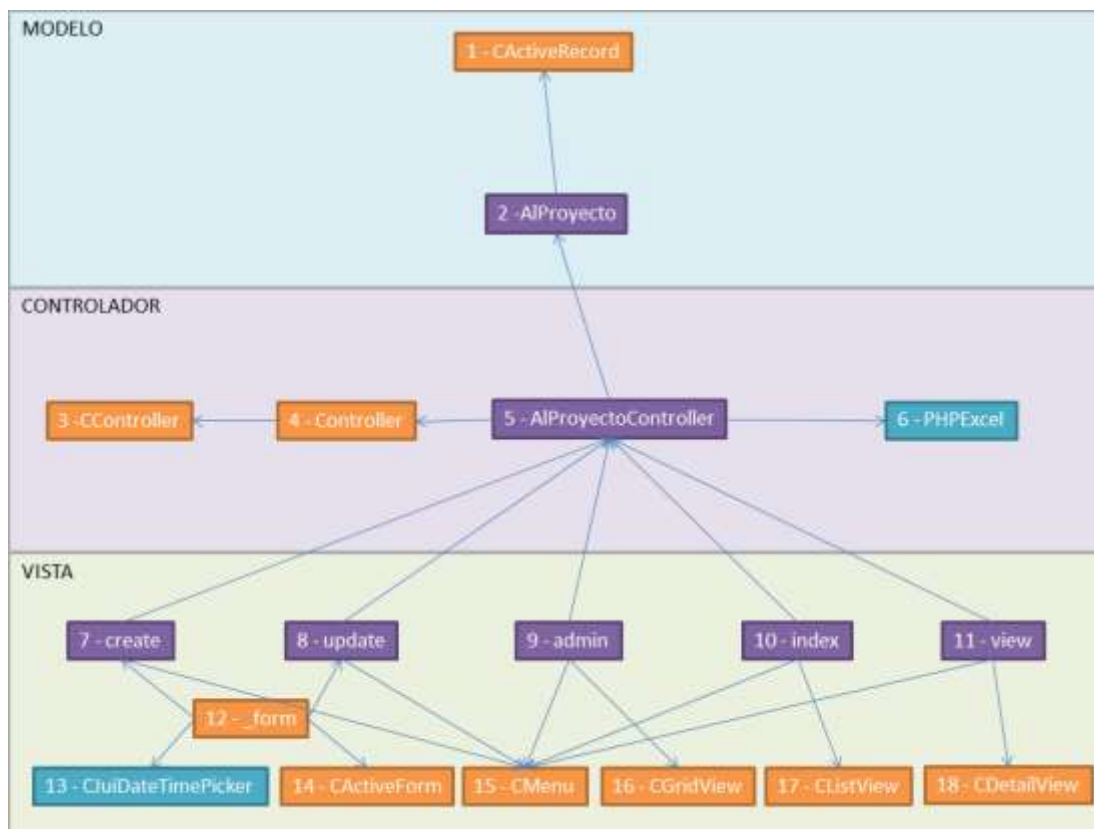 MODELO
1 - CActiveRecord
2 -AlProyecto
CONTROLADOR
3 -CController
4 - Controller
5 - AlProyectoController
6 - PHPExcel
VISTA
7 - create
8 - update
9 - admin
10 - index
11 - view
12 - _form
13 - CJuiDateTimePicker
14 - CActiveForm
15 - CMenu
16 - CGridView
17 - CListView
18 - CDetailView